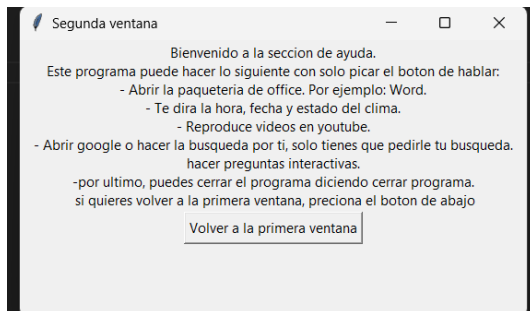 Segunda ventana
Bienvenido a la seccion de ayuda.
Este programa puede hacer lo siguiente con solo picar el boton de hablar:
- Abrir la paqueteria de office. Por ejemplo: Word.
- Te dira la hora, fecha y estado del clima.
- Reproduce videos en youtube.
- Abrir google o hacer la busqueda por ti, solo tienes que pedirle tu busqueda.
hacer preguntas interactivas.
-por ultimo, puedes cerrar el programa diciendo cerrar programa.
si quieres volver a la primera ventana, preciona el boton de abajo
Volver a la primera ventana